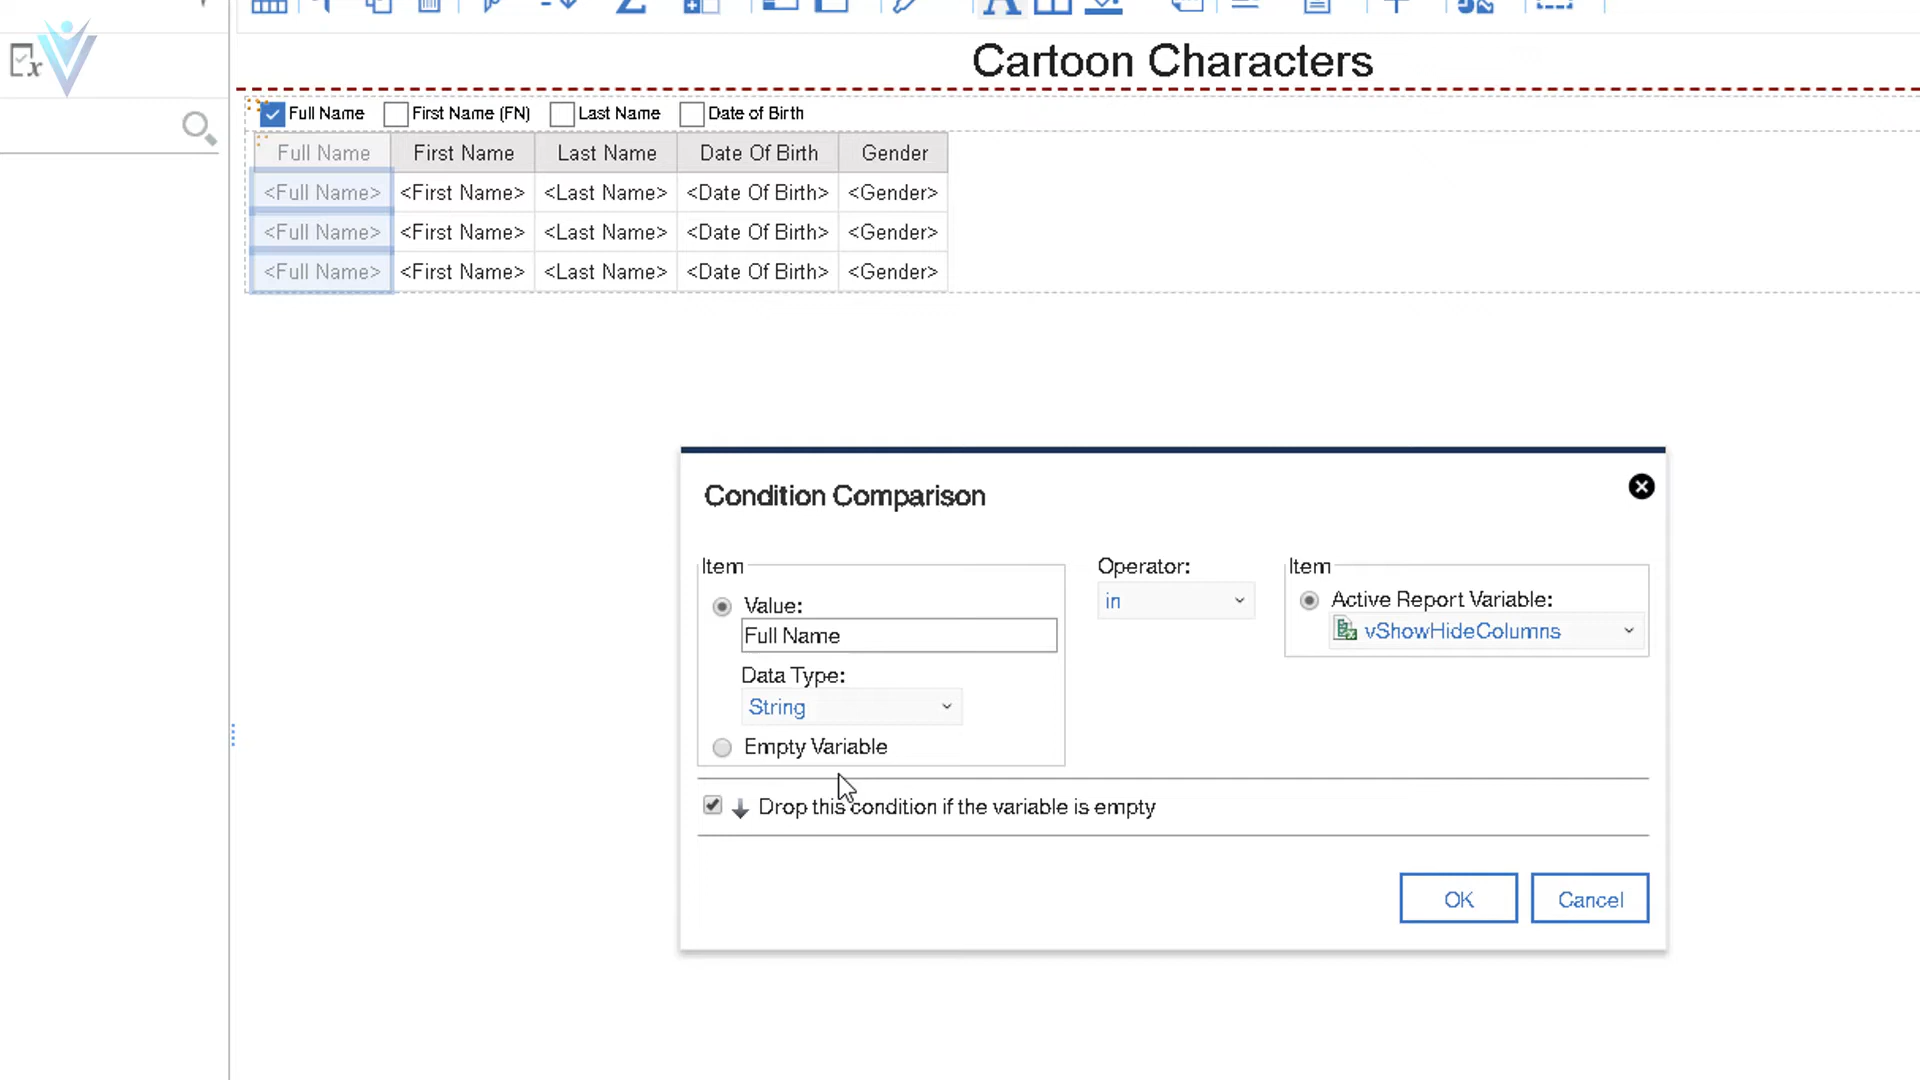 Cartoon Characters
Full Name First Name (FN) Last Name Date of Birth
Full Name First Name Last Name Date Of Birth Gender
<Full Name> <First Name> <Last Name> <Date Of Birth> <Gender>
<Full Name> <First Name> <Last Name> <Date Of Birth> <Gender>
<Full Name> <First Name> <Last Name> <Date Of Birth> <Gender>
Condition Comparison
Item Operator: Item
Value: Active Report Variable:
Full Name in vShowHideColumns
Data Type:
String
Empty Variable
Drop this condition if the variable is empty
OK Cancel